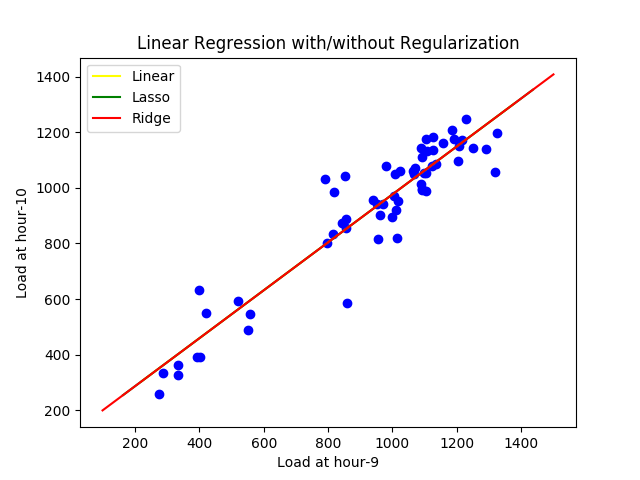 Linear Regression with/without Regularization
Linear
Lasso
Ridge
1400
1200
1000
800
600
400
200
Load at hour-10
200 400 600 800 1000 1200 1400
Load at hour-9